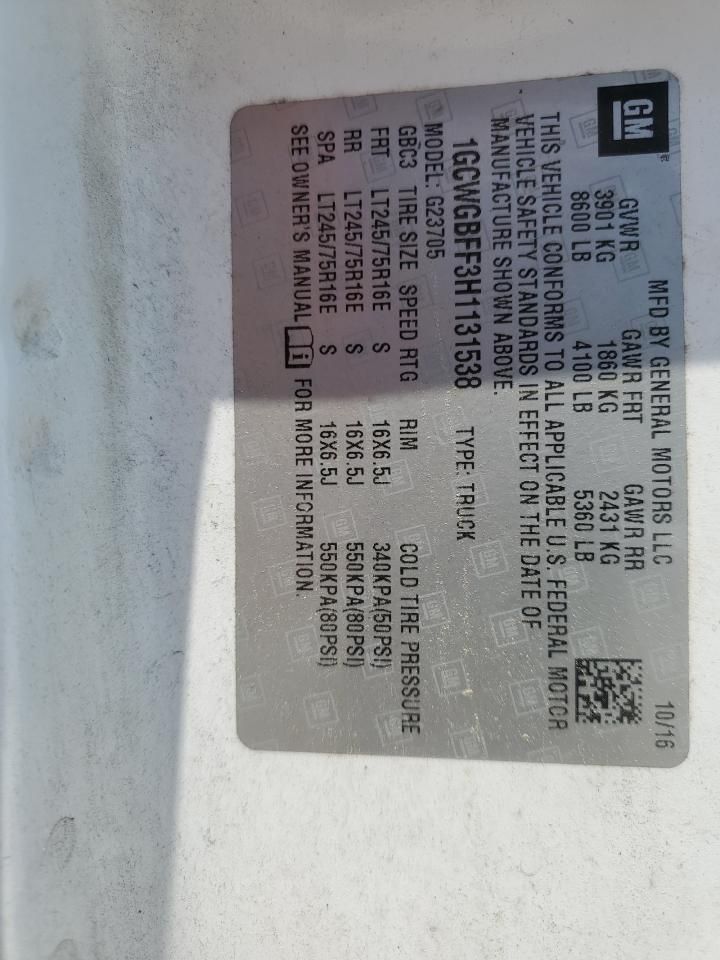 GM
MFD BY GENERAL MOTORS LLC 10/16
GVWR GAWR FRT GAWR RR
3901 KG 1860 KG 2431 KG
8600 LB 4100 LB 5360 LB
THIS VEHICLE CONFORMS TO ALL APPLICABLE U.S. FEDERAL MOTOR
VEHICLE SAFETY STANDARDS IN EFFECT ON THE DATE OF
MANUFACTURE SHOWN ABOVE.
1GCWGBFF3H1131538 TYPE: TRUCK
MODEL: G23705
GBC3 TIRE SIZE SPEED RTG RIM COLD TIRE PRESSURE
FRT LT245/75R16E S 16X6.5J 340KPA(50PSI)
RR LT245/75R16E S 16X6.5J 550KPA(80PSI)
SPA LT245/75R16E S 16X6.5J 550KPA(80PSI)
SEE OWNER'S MANUAL i FOR MORE INFORMATION.